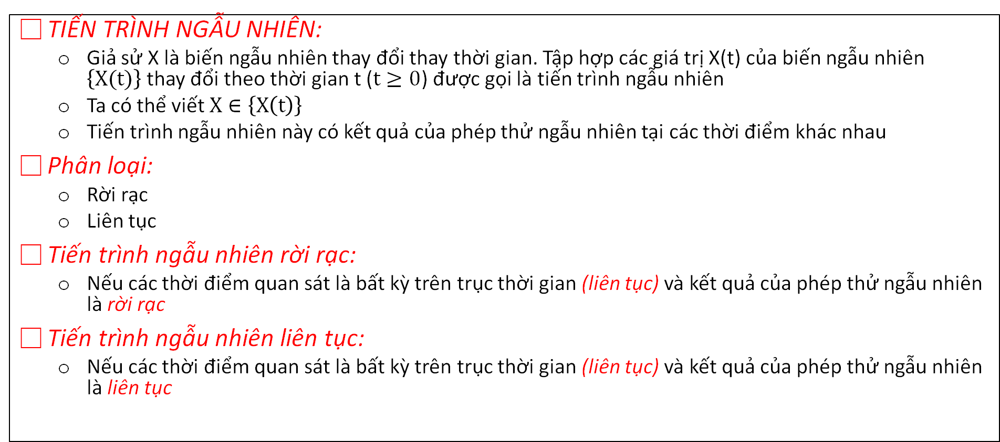 TIẾN TRÌNH NGẪU NHIÊN:
Giả sử X là biến ngẫu nhiên thay đổi thay thời gian. Tập hợp các giá trị X(t) của biến ngẫu nhiên
{X(t)} thay đổi theo thời gian t (t ≥ 0) được gọi là tiến trình ngẫu nhiên
Ta có thể viết X ∈ {X(t)}
Tiến trình ngẫu nhiên này có kết quả của phép thử ngẫu nhiên tại các thời điểm khác nhau
Phân loại:
Rời rạc
Liên tục
Tiến trình ngẫu nhiên rời rạc:
Nếu các thời điểm quan sát là bất kỳ trên trục thời gian (liên tục) và kết quả của phép thử ngẫu nhiên
là rời rạc
Tiến trình ngẫu nhiên liên tục:
Nếu các thời điểm quan sát là bất kỳ trên trục thời gian (liên tục) và kết quả của phép thử ngẫu nhiên
là liên tục